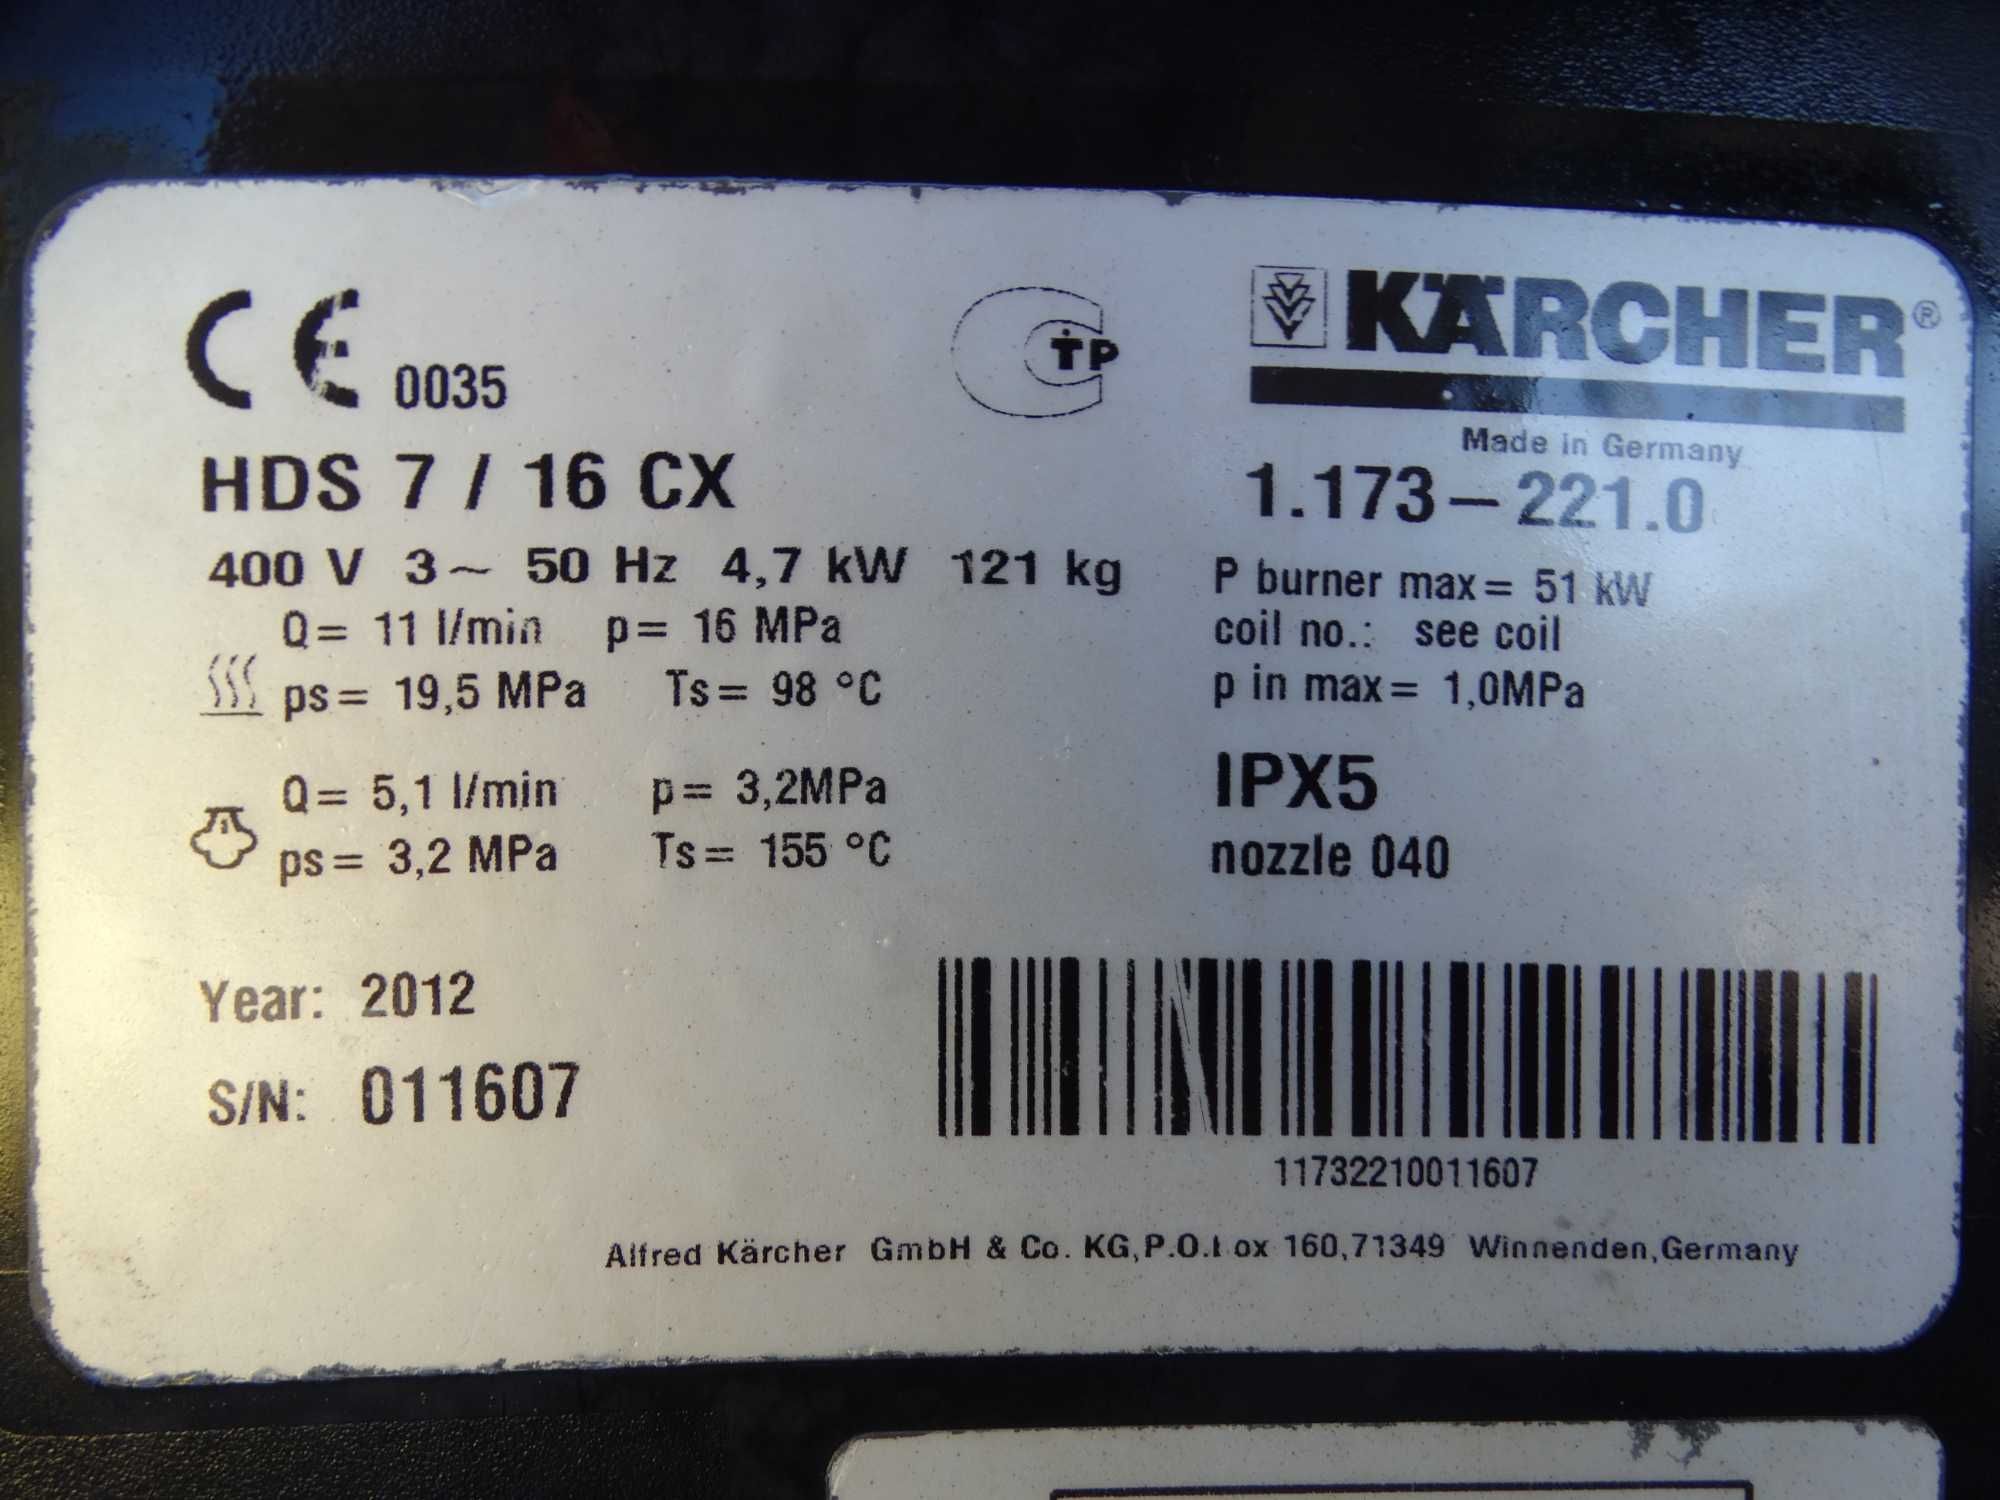 CE 0035
TP
KÄRCHER®
Made in Germany
HDS 7 / 16 CX
1.173-221.0
400 V 3~ 50 Hz 4,7 kW 121 kg
P burner max= 51 kW
Q= 11 l/min p= 16 MPa
coil no.: see coil
ps= 19,5 MPa Ts= 98 °C
p in max= 1,0MPa
Q= 5,1 l/min p= 3,2MPa
IPX5
ps= 3,2 MPa Ts= 155 °C
nozzle 040
Year: 2012
S/N: 011607
11732210011607
Alfred Kärcher GmbH & Co. KG,P.O. 160,71349 Winnenden,Germany